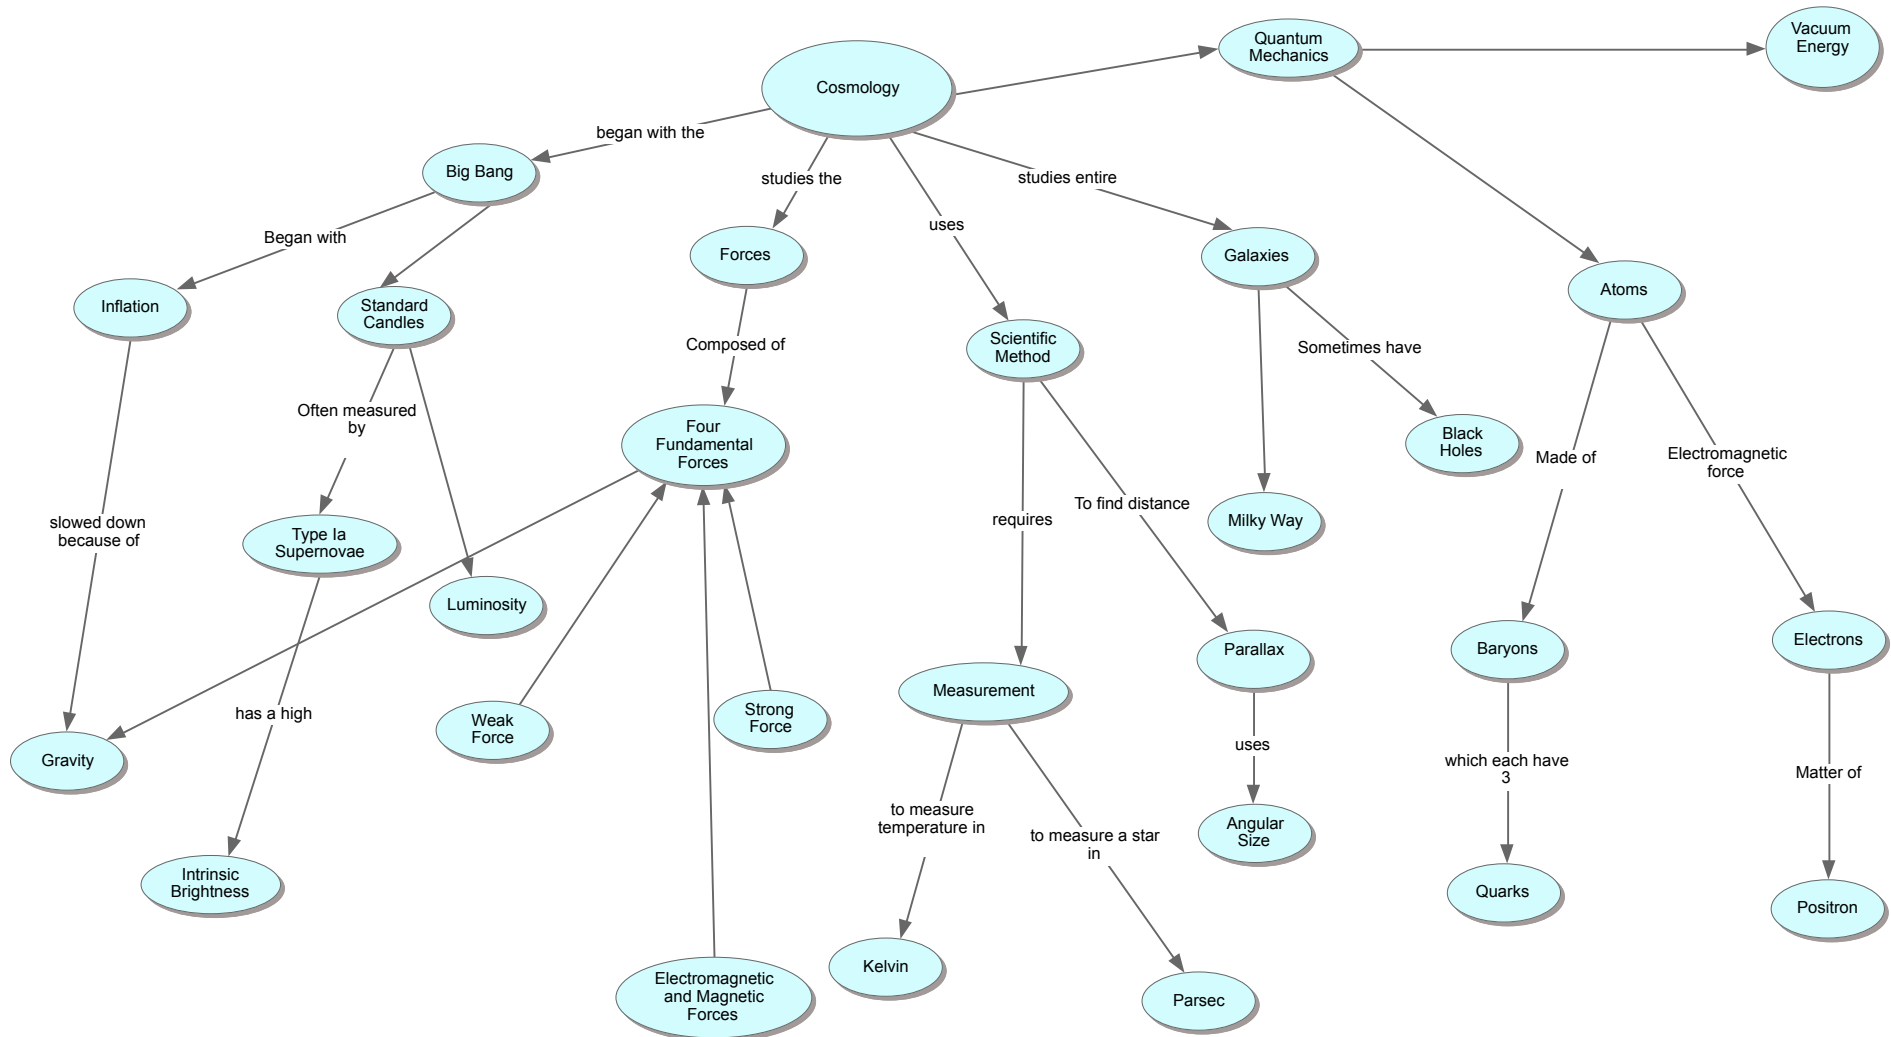 Quantum
Mechanics
Vacuum
Energy
Cosmology
began with the
Big Bang
studies the
studies entire
uses
Began with
Forces
Galaxies
Atoms
Inflation
Standard
Candles
Composed of
Scientific
Method
Sometimes have
Often measured
by
Four
Fundamental
Forces
Black
Holes
Made of
Electromagnetic
force
slowed down
because of
Type Ia
Supernovae
requires
To find distance
Milky Way
Luminosity
Baryons
Electrons
Parallax
Measurement
has a high
Weak
Force
Strong
Force
Gravity
uses
which each have
3
Matter of
to measure
temperature in
to measure a star
in
Angular
Size
Intrinsic
Brightness
Quarks
Positron
Kelvin
Electromagnetic
and Magnetic
Forces
Parsec